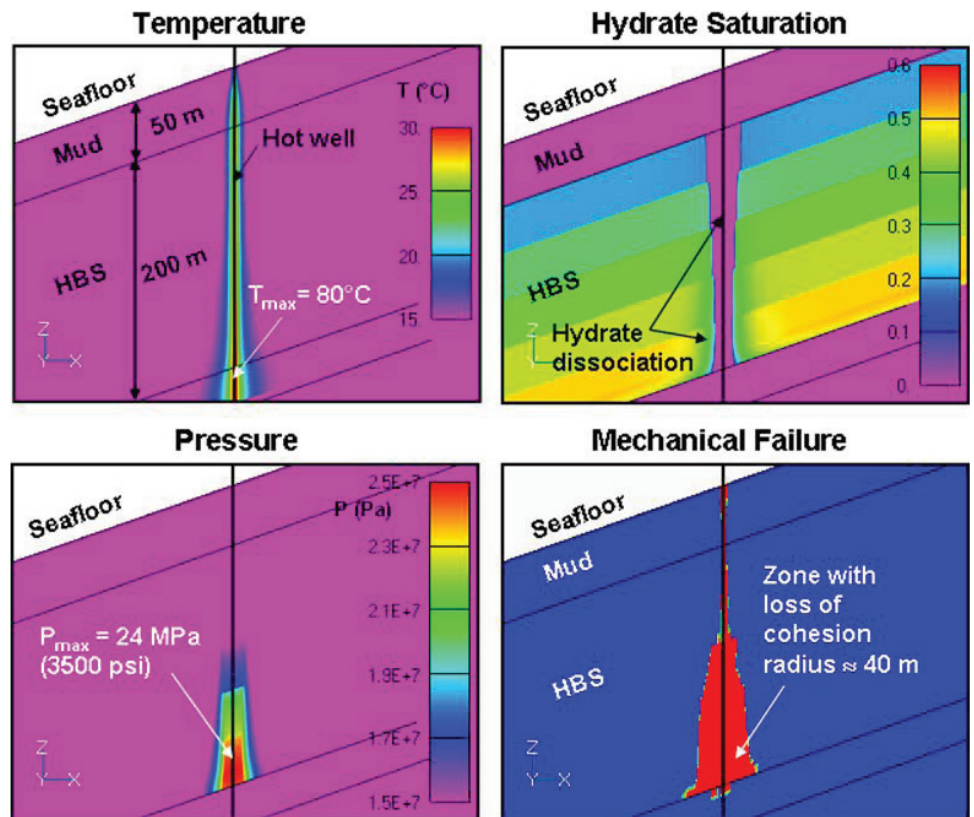 Temperature
Seafloor
Mud
50 m
Hot well
HBS
200 m
Tmax = 80°C
T (°C)
30.
25.
20.
15.
Z
Y X
Hydrate Saturation
Seafloor
Mud
HBS
Hydrate
dissociation
0.6
0.5
0.4
0.3
0.2
0.1
0.
Z
Y X
Pressure
Seafloor
Pmax = 24 MPa
(3500 psi)
P (Pa)
2.5E+7
2.3E+7
2.1E+7
1.9E+7
1.7E+7
1.5E+7
Z
Y X
Mechanical Failure
Seafloor
Mud
HBS
Zone with
loss of
cohesion
radius ≈ 40 m
Z
Y X